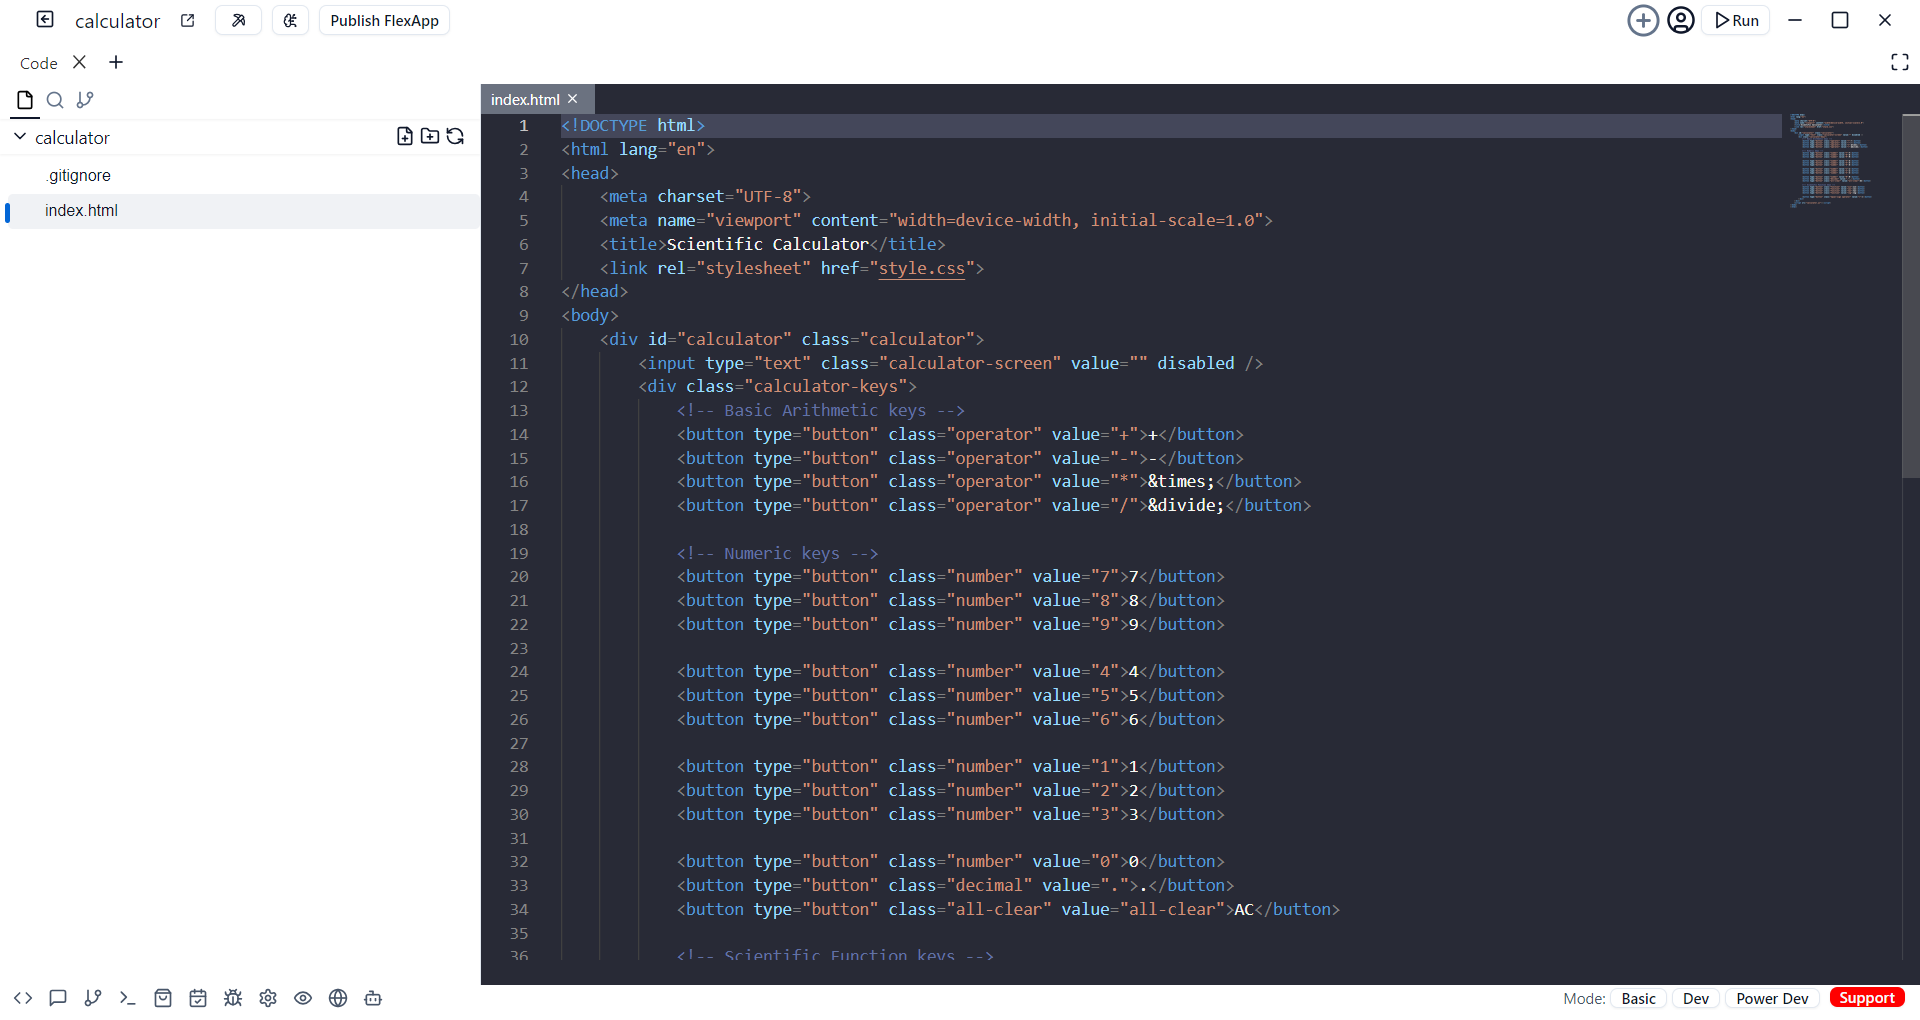 calculator Publish FlexApp Run
Code
calculator
.gitignore
index.html
index.html
1 <!DOCTYPE html>
2 <html lang="en">
3 <head>
4     <meta charset="UTF-8">
5     <meta name="viewport" content="width=device-width, initial-scale=1.0">
6     <title>Scientific Calculator</title>
7     <link rel="stylesheet" href="style.css">
8 </head>
9 <body>
10     <div id="calculator" class="calculator">
11         <input type="text" class="calculator-screen" value="" disabled />
12         <div class="calculator-keys">
13             <!-- Basic Arithmetic keys -->
14             <button type="button" class="operator" value="+">+</button>
15             <button type="button" class="operator" value="-">-</button>
16             <button type="button" class="operator" value="*">&times;</button>
17             <button type="button" class="operator" value="/">&divide;</button>
18
19             <!-- Numeric keys -->
20             <button type="button" class="number" value="7">7</button>
21             <button type="button" class="number" value="8">8</button>
22             <button type="button" class="number" value="9">9</button>
23
24             <button type="button" class="number" value="4">4</button>
25             <button type="button" class="number" value="5">5</button>
26             <button type="button" class="number" value="6">6</button>
27
28             <button type="button" class="number" value="1">1</button>
29             <button type="button" class="number" value="2">2</button>
30             <button type="button" class="number" value="3">3</button>
31
32             <button type="button" class="number" value="0">0</button>
33             <button type="button" class="decimal" value=".">.</button>
34             <button type="button" class="all-clear" value="all-clear">AC</button>
35
36             <!-- Scientific Function keys -->
Mode: Basic Dev Power Dev Support